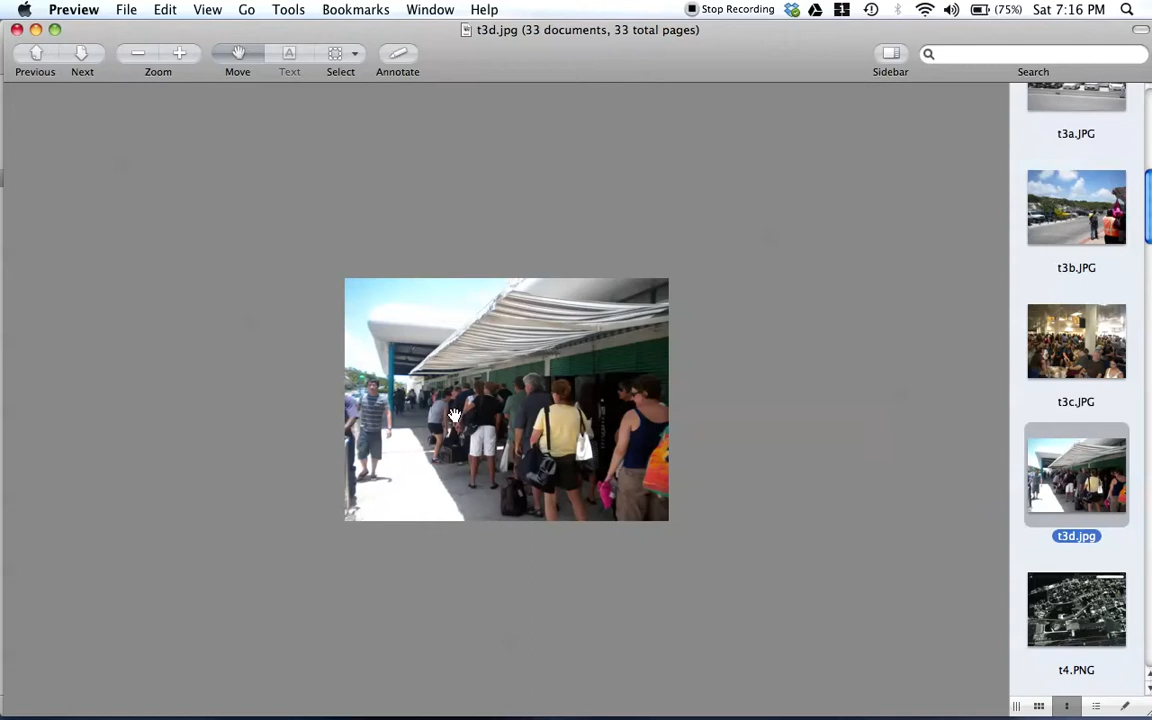 Preview File Edit View Go Tools Bookmarks Window Help Stop Recording 1 (75%) Sat 7:16 PM
t3d.jpg (33 documents, 33 total pages)
Previous Next Zoom Move Text Select Annotate Sidebar Search
A
t3a.JPG
t3b.JPG
t3c.JPG
t3d.jpg
t4.PNG